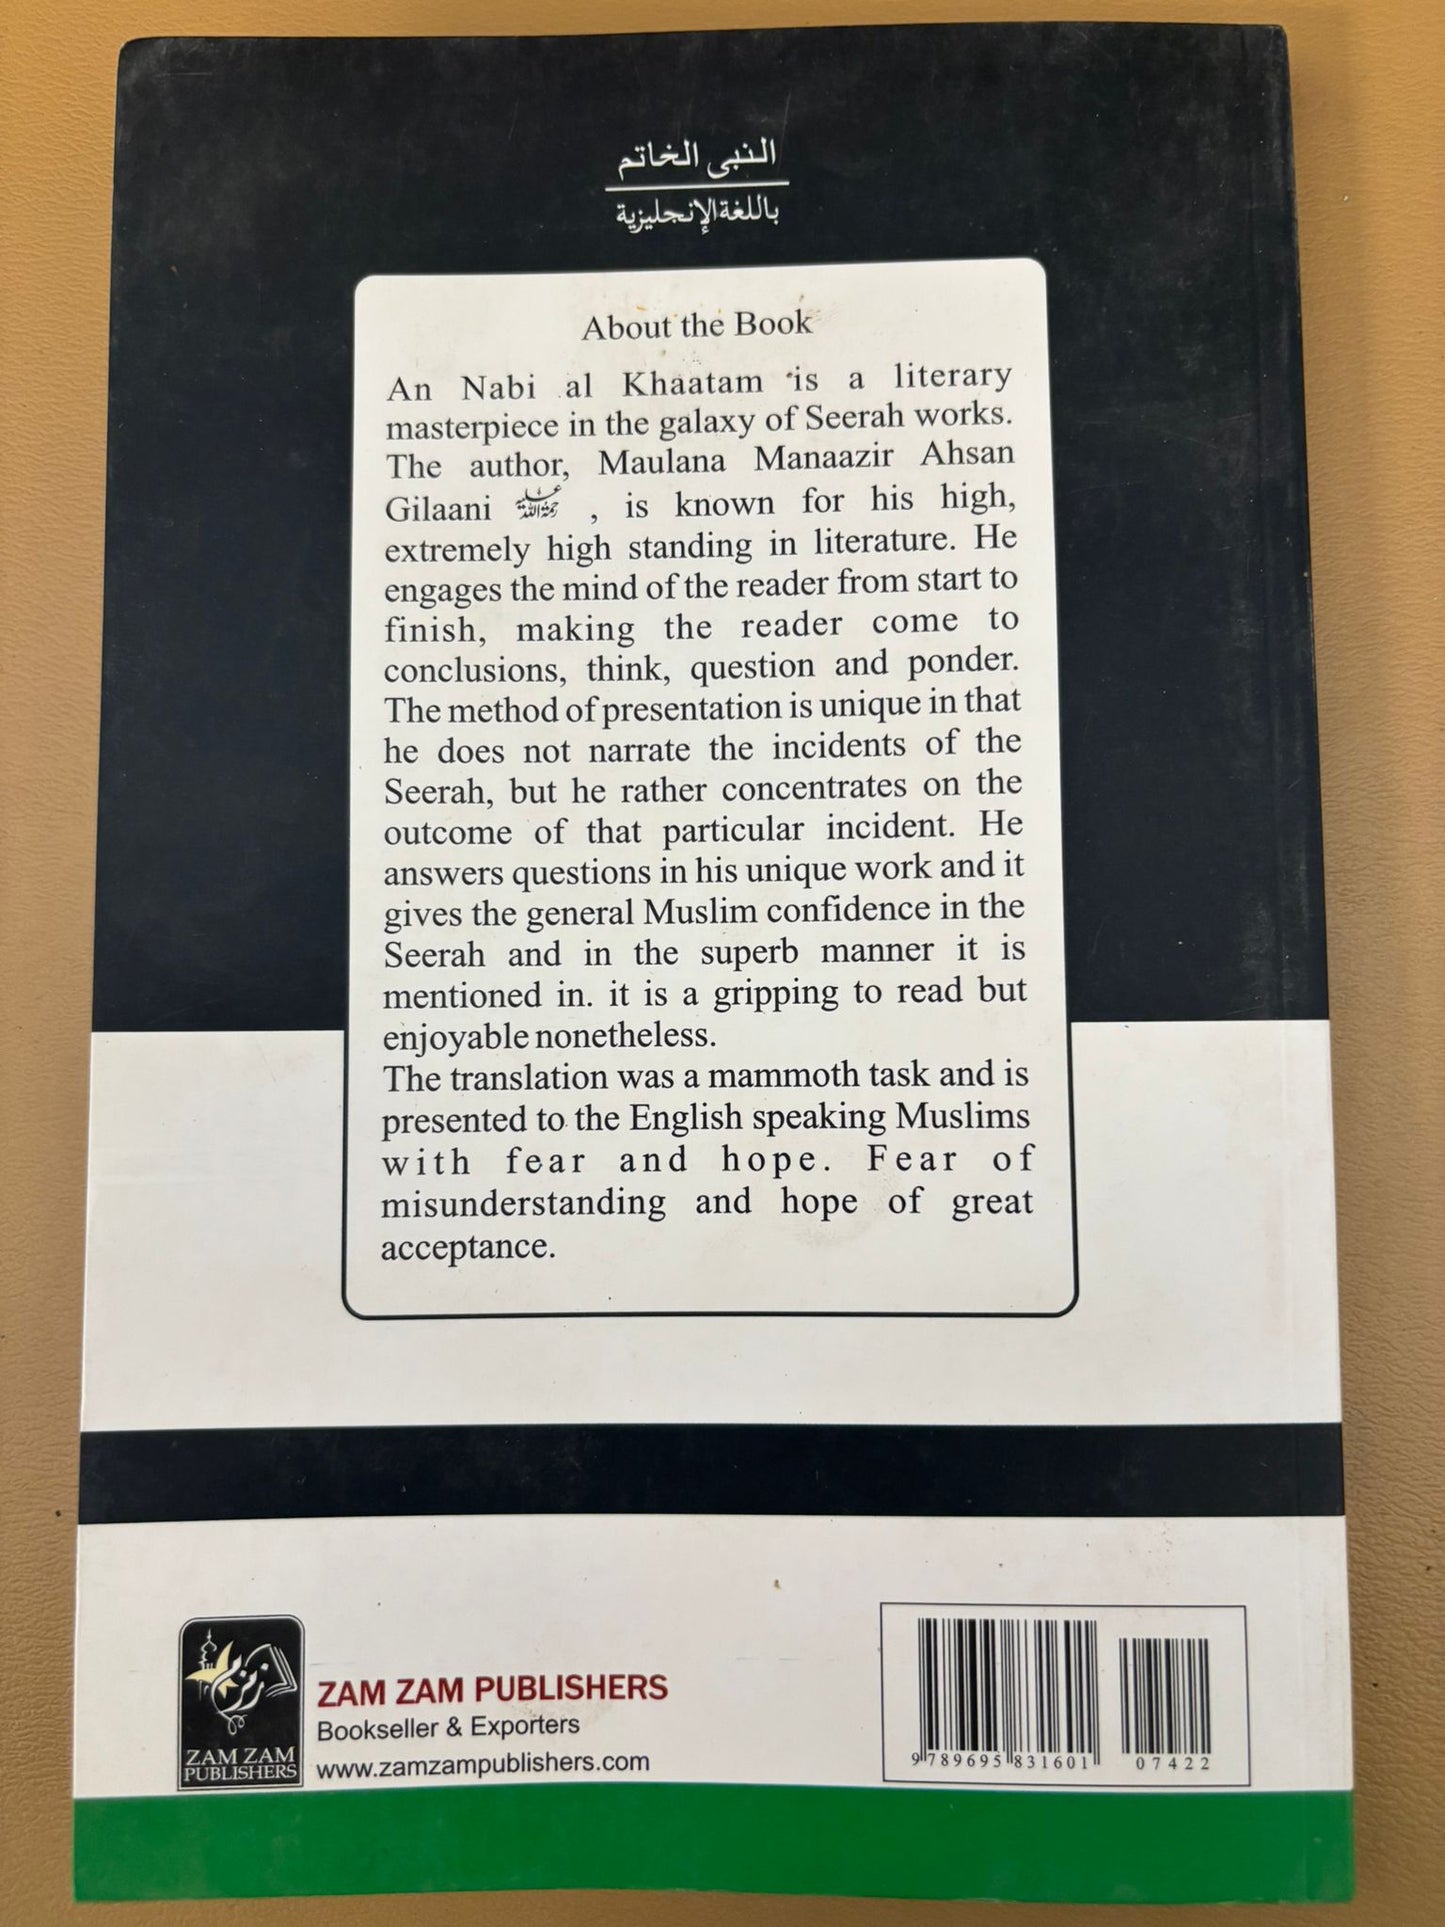 النبی الخاتم
باللغة الإنجليزية
About the Book
An Nabi al Khaatam is a literary
masterpiece in the galaxy of Seerah works.
The author, Maulana Manaazir Ahsan
Gilaani رحمة الله عليه , is known for his high,
extremely high standing in literature. He
engages the mind of the reader from start to
finish, making the reader come to
conclusions, think, question and ponder.
The method of presentation is unique in that
he does not narrate the incidents of the
Seerah, but he rather concentrates on the
outcome of that particular incident. He
answers questions in his unique work and it
gives the general Muslim confidence in the
Seerah and in the superb manner it is
mentioned in. it is a gripping to read but
enjoyable nonetheless.
The translation was a mammoth task and is
presented to the English speaking Muslims
with fear and hope. Fear of
misunderstanding and hope of great
acceptance.
زمزم
ZAM ZAM
PUBLISHERS
ZAM ZAM PUBLISHERS
Bookseller & Exporters
www.zamzampublishers.com
9 789695 831601
07422